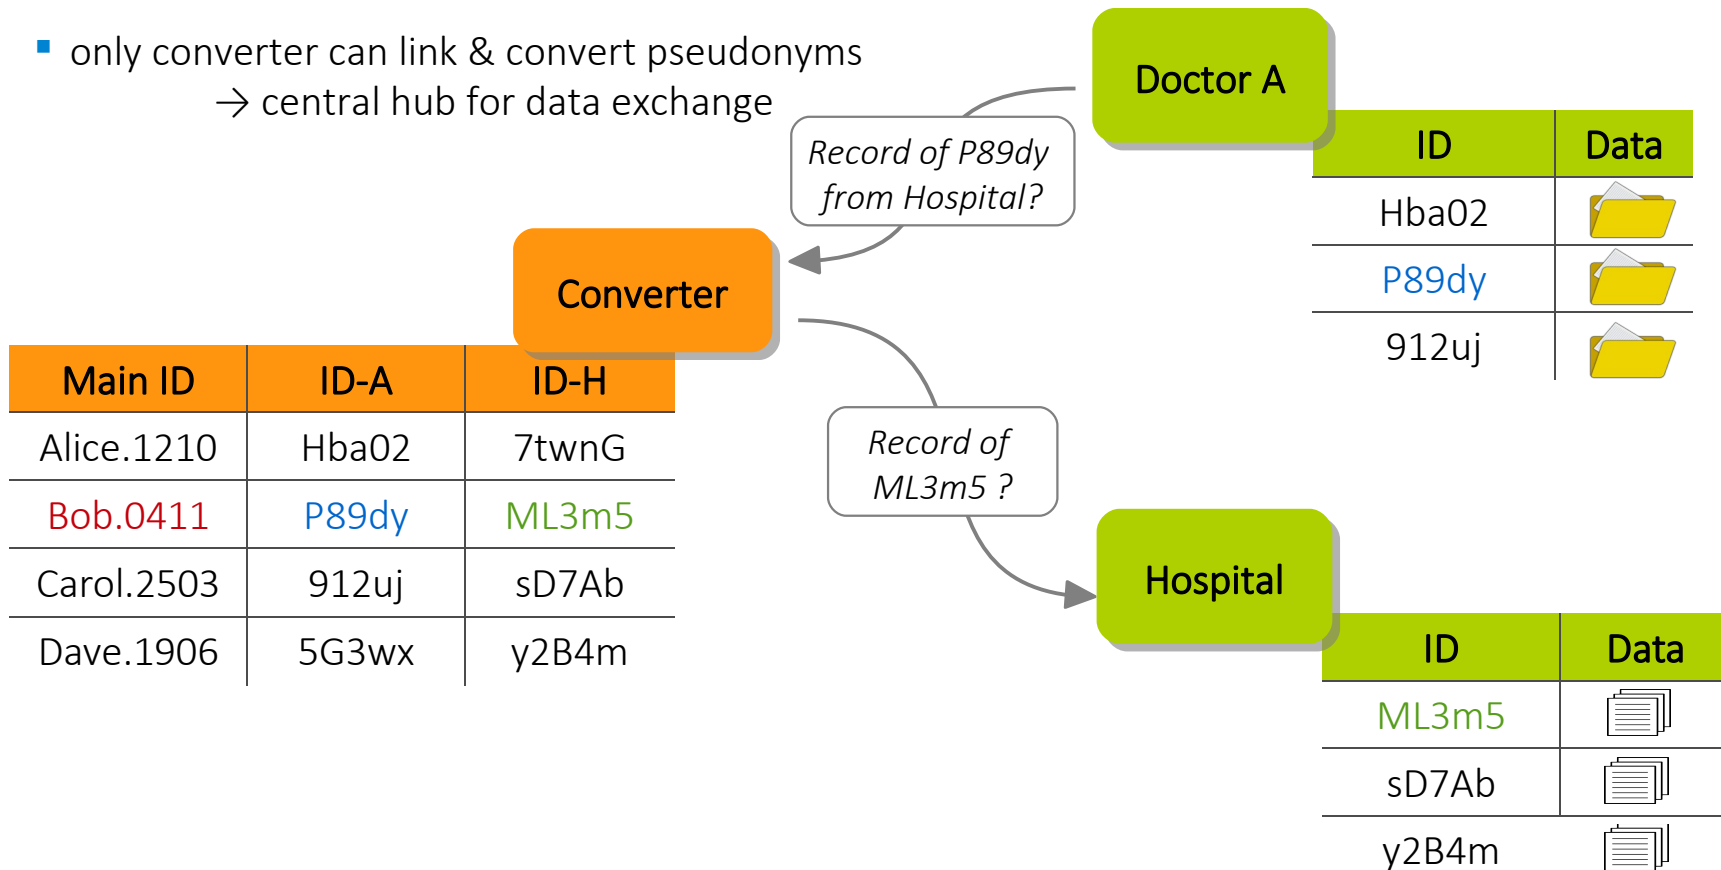 ▪ only converter can link & convert pseudonyms
→ central hub for data exchange
Doctor A
Record of P89dy
from Hospital?
ID Data
Hba02
P89dy
912uj
Converter
Main ID ID-A ID-H
Alice.1210 Hba02 7twnG
Bob.0411 P89dy ML3m5
Carol.2503 912uj sD7Ab
Dave.1906 5G3wx y2B4m
Record of
ML3m5 ?
Hospital
ID Data
ML3m5
sD7Ab
y2B4m